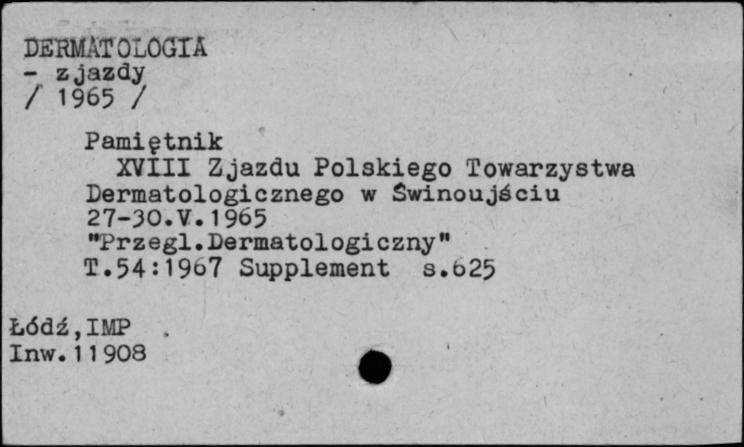 DERMATOLOGIA
- zjazdy
/ 1965 /
Pamiętnik
XVIII Zjazdu Polskiego Towarzystwa
Dermatologicznego w Świnoujściu
27-30.V.1965
"Przegl.Dermatologiczny"
T.54:1967 Supplement s.625
Łódź,IMP
Inw.11908